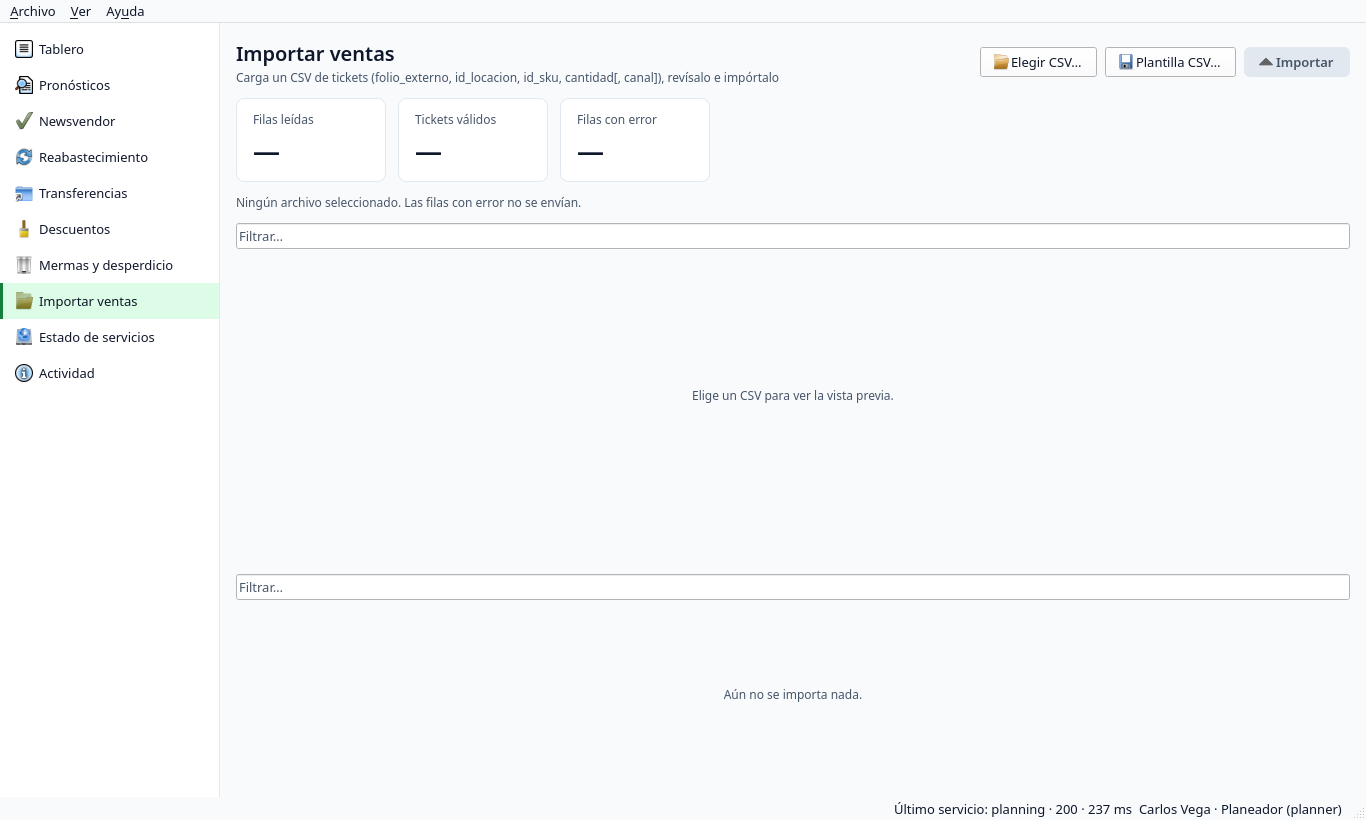 Archivo Ver Ayuda
Tablero
Pronósticos
Newsvendor
Reabastecimiento
Transferencias
Descuentos
Mermas y desperdicio
Importar ventas
Estado de servicios
Actividad
Importar ventas
Carga un CSV de tickets (folio_externo, id_locacion, id_sku, cantidad[, canal]), revísalo e impórtalo
Elegir CSV... Plantilla CSV... Importar
Filas leídas Tickets válidos Filas con error
— — —
Ningún archivo seleccionado. Las filas con error no se envían.
Filtrar...
Elige un CSV para ver la vista previa.
Filtrar...
Aún no se importa nada.
Último servicio: planning · 200 · 237 ms Carlos Vega · Planeador (planner)